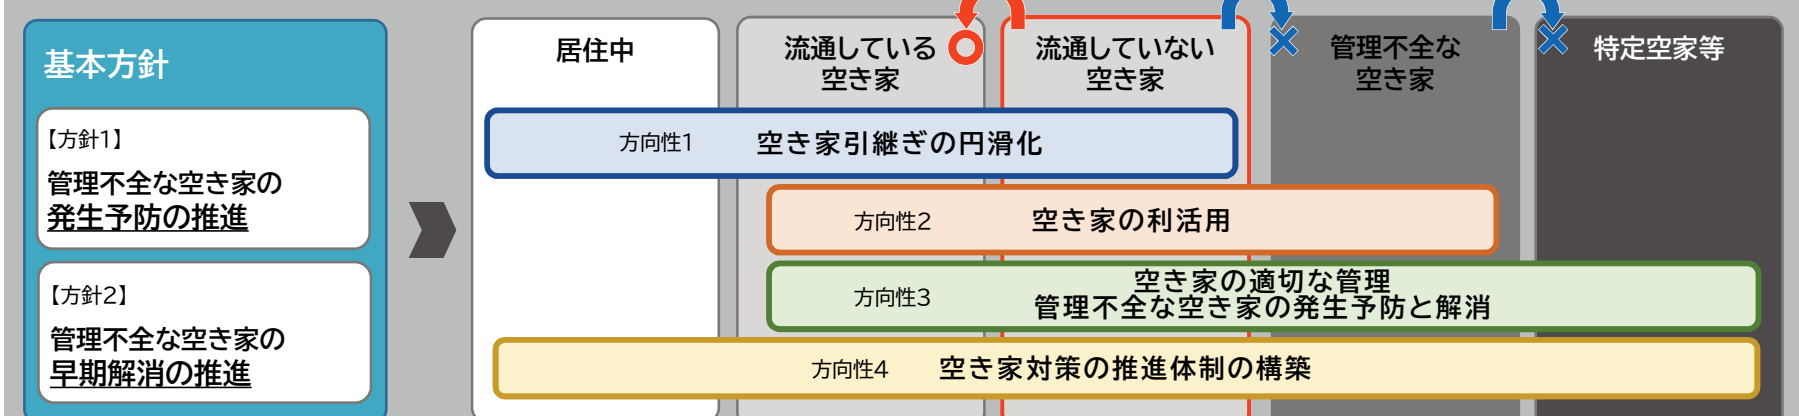 基本方針
【方針1】
管理不全な空き家の
発生予防の推進
【方針2】
管理不全な空き家の
早期解消の推進
居住中
流通している
空き家
流通していない
空き家
管理不全な
空き家
特定空家等
方向性1 空き家引継ぎの円滑化
方向性2 空き家の利活用
方向性3 空き家の適切な管理
管理不全な空き家の発生予防と解消
方向性4 空き家対策の推進体制の構築